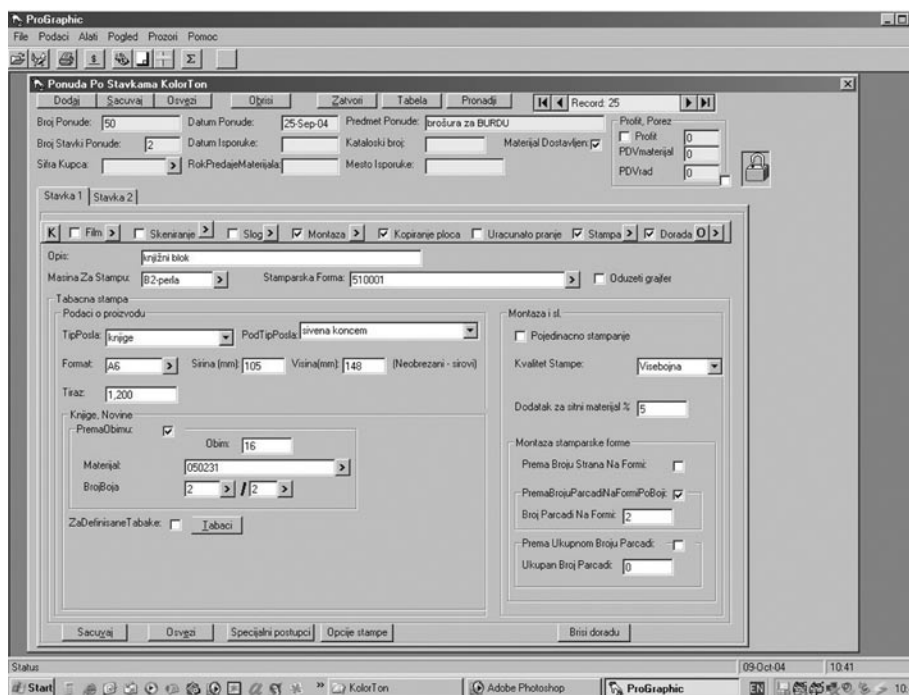 ProGraphic
File Podaci Alati Pogled Prozori Pomoc
Ponuda Po Stavkama KolorTon
Dodaj Sacuvaj Osvezi Obrisi Zatvori Tabela Pronadji Record: 25
Broj Ponude: 50 Datum Ponude: 25-Sep-04 Predmet Ponude: brošura za BURDU Profit, Porez
Profit 0
Broj Stavki Ponude: 2 Datum Isporuke: Kataloski broj: Materijal Dostavljen: PDVmaterijal 0
Sifra Kupca: RokPredajeMaterijala: Mesto Isporuke: PDVrad 0
Stavka 1 Stavka 2
K Film > Skeniranje > Slog > Montaza > Kopiranje ploca Uracunato pranje Stampa > Dorada O >
Opis: knjižni blok
Masina Za Stampu: B2-perla > Stamparska Forma: 510001 > Oduzeti grajfer
Tabacna stampa
Podaci o proizvodu Montaza i sl.
TipPosla: knjige PodTipPosla: sivena koncem Pojedinacno stampanje
Format: A6 > Sirina (mm): 105 Visina(mm): 148 (Neobrezani - sirovi) Kvalitet Stampe: Visebojna
Tiraz: 1,200
Dodatak za sitni materijal % 5
Knjige, Novine
PremaObimu:
Obim: 16 Montaza stamparske forme
Materijal: 050231 > Prema Broju Strana Na Formi:
BrojBoja 2 > / 2 > PremaBrojuParcadiNaFormiPoBoji:
Broj Parcadi Na Formi: 2
ZaDefinisaneTabake: Tabaci
Prema Ukupnom Broju Parcadi:
Ukupan Broj Parcadi: 0
Sacuvaj Osvezi Specijalni postupci Opcije stampe Brisi doradu
Status 09-Oct-04 10:41
Start » KolorTon Adobe Photoshop ProGraphic EN 10